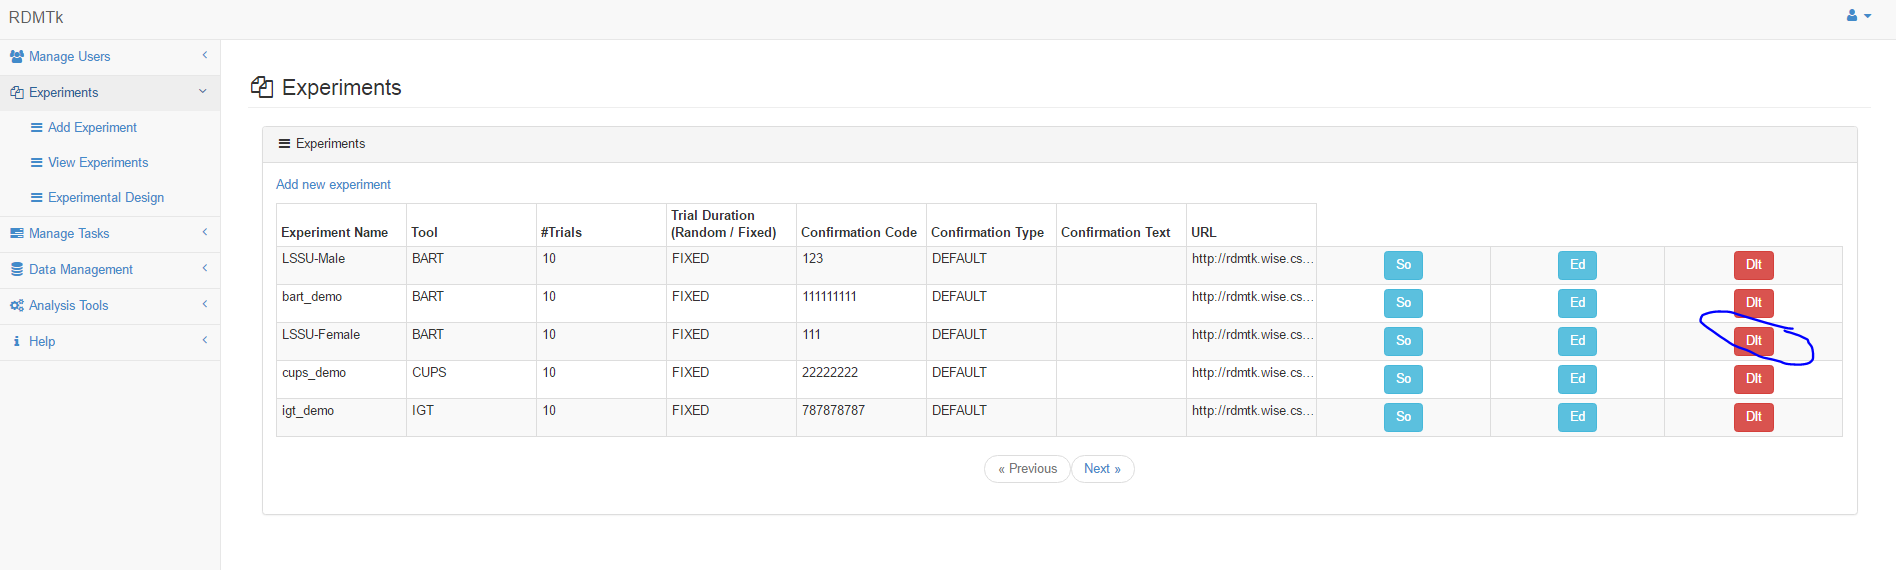 RDMTk
Manage Users
Experiments
Add Experiment
View Experiments
Experimental Design
Manage Tasks
Data Management
Analysis Tools
Help
Experiments
Experiments
Add new experiment
Experiment Name Tool #Trials Trial Duration (Random / Fixed) Confirmation Code Confirmation Type Confirmation Text URL
LSSU-Male BART 10 FIXED 123 DEFAULT http://rdmtk.wise.cs... So Ed Dlt
bart_demo BART 10 FIXED 111111111 DEFAULT http://rdmtk.wise.cs... So Ed Dlt
LSSU-Female BART 10 FIXED 111 DEFAULT http://rdmtk.wise.cs... So Ed Dlt
cups_demo CUPS 10 FIXED 22222222 DEFAULT http://rdmtk.wise.cs... So Ed Dlt
igt_demo IGT 10 FIXED 787878787 DEFAULT http://rdmtk.wise.cs... So Ed Dlt
« Previous Next »